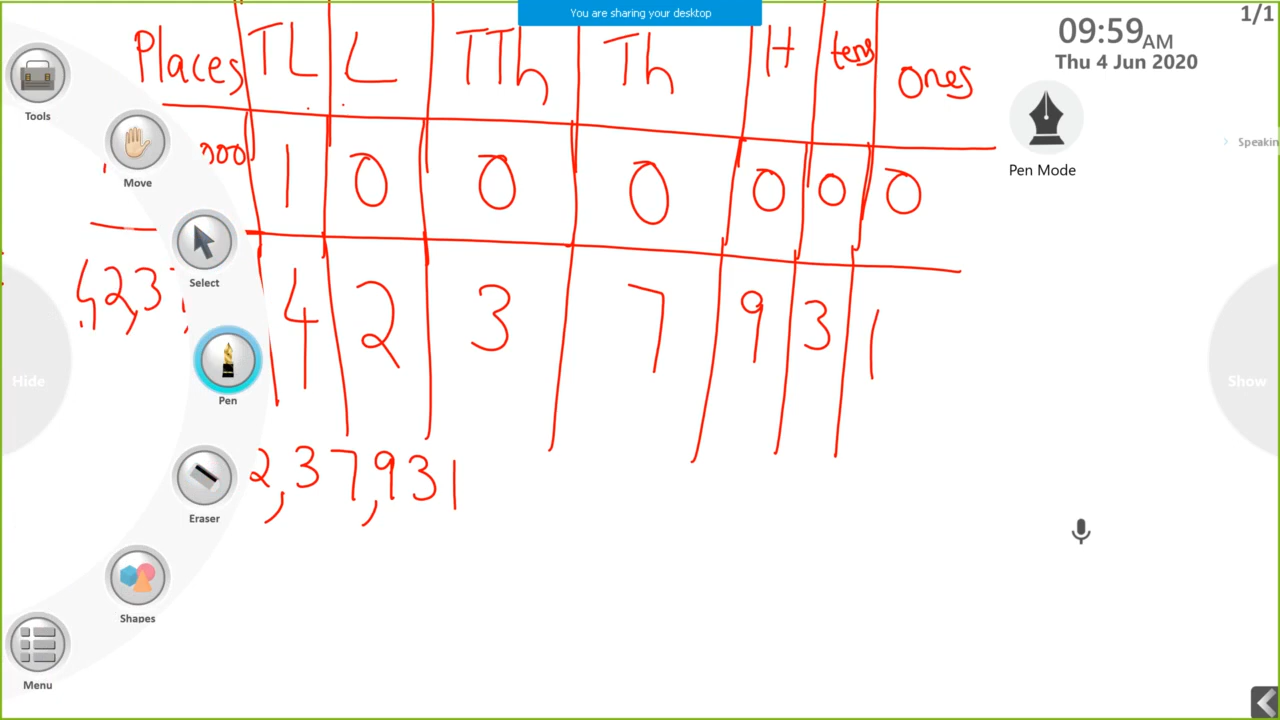 You are sharing your desktop
1/1
09:59AM
Thu 4 Jun 2020
Places TL L TTh Th H tens ones
Tools
Pen Mode
000 1 0 0 0 0 0 0
Move
Select
4 2 3 7 9 3 1
Hide
Show
Pen
2,37,931
Eraser
Shapes
Menu